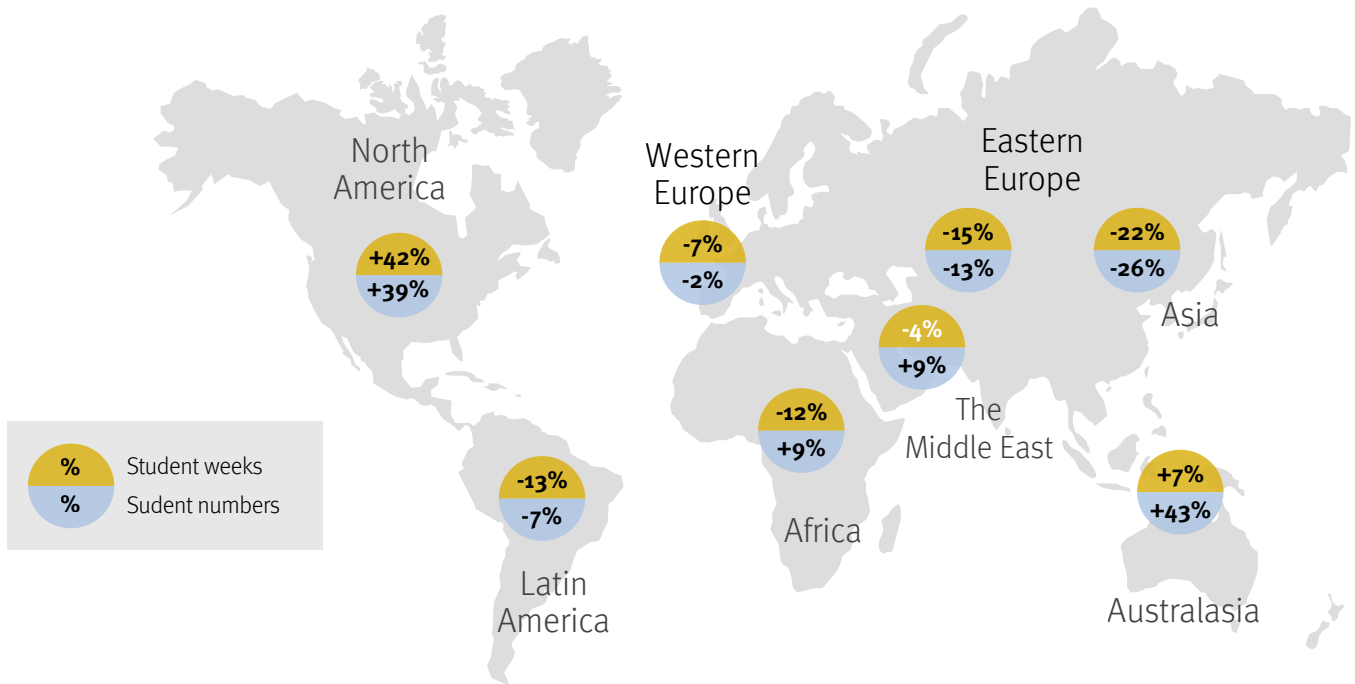 North
America
+42%
+39%
Western
Europe
-7%
-2%
Eastern
Europe
-15%
-13%
-22%
-26%
Asia
-4%
+9%
The
Middle East
-12%
+9%
Africa
-13%
-7%
Latin
America
+7%
+43%
Australasia
% Student weeks
% Sudent numbers